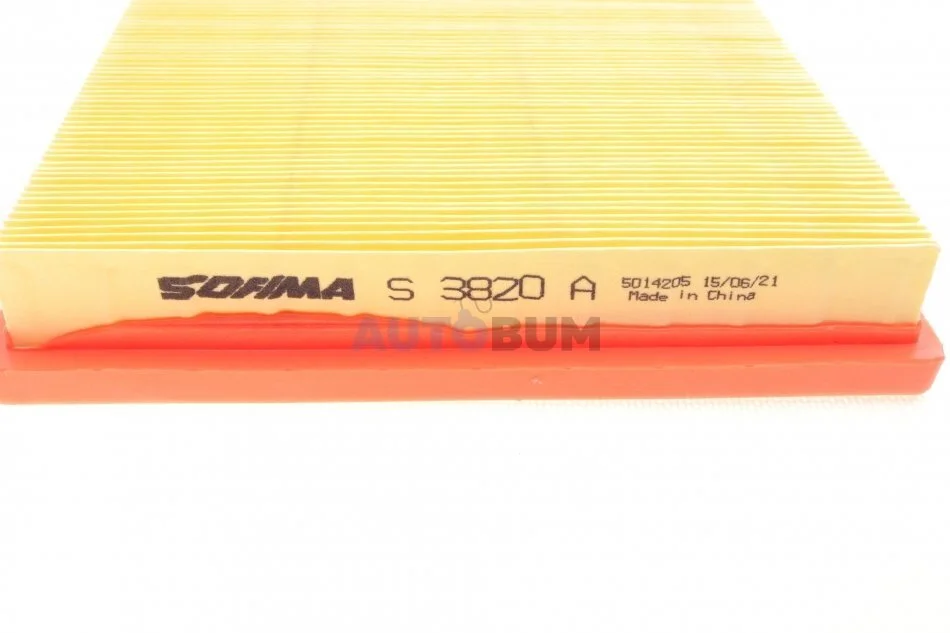 SOFIMA S 3820 A 5014205 15/06/21
Made in China
AUTOBUM